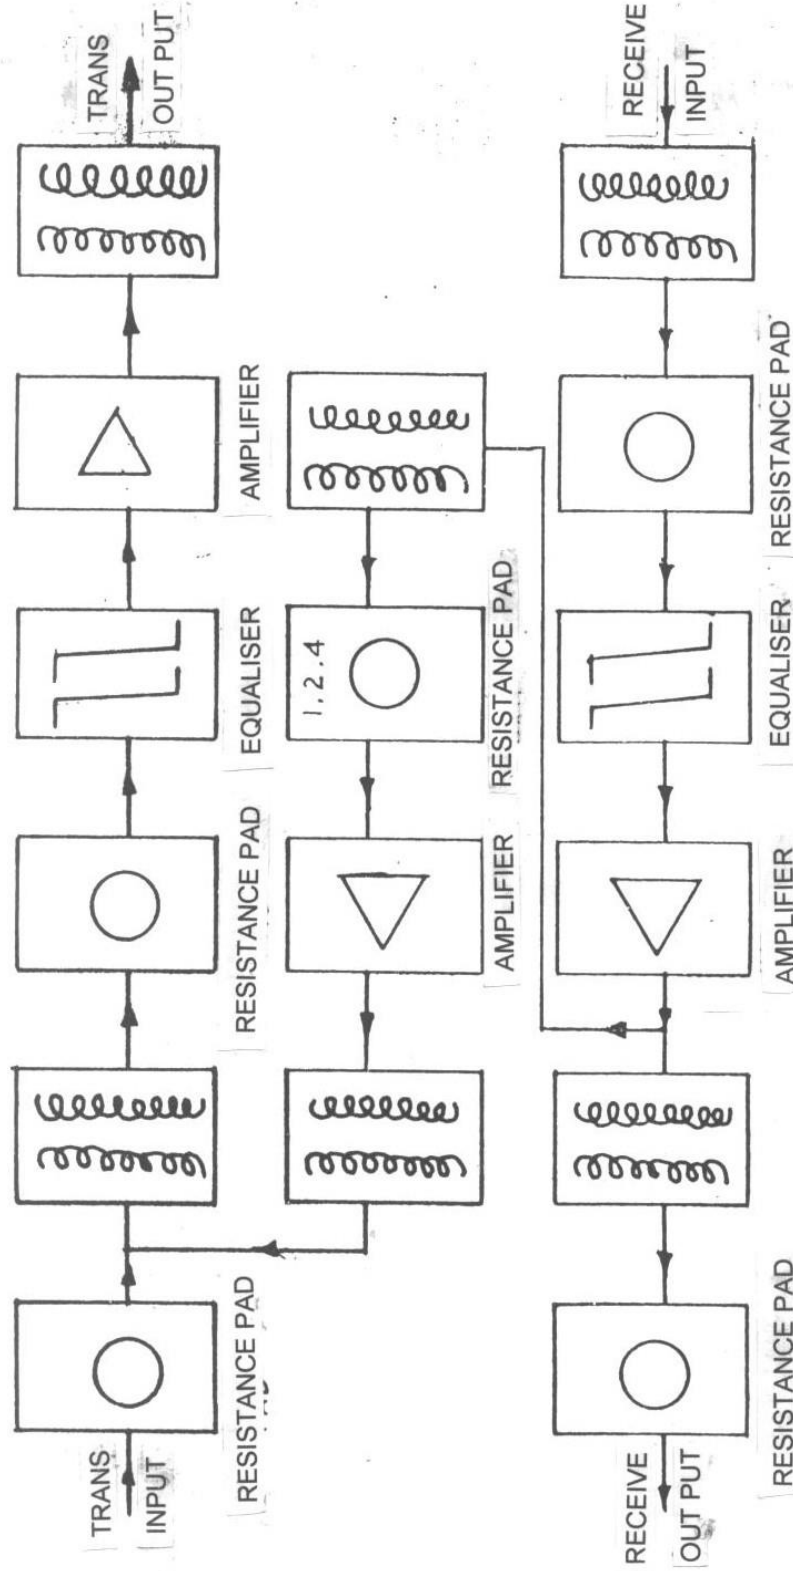 TRANS
INPUT
RESISTANCE PAD
RESISTANCE PAD
EQUALISER
AMPLIFIER
TRANS
OUT PUT
AMPLIFIER
1.2.4
RESISTANCE PAD
RECEIVE
OUT PUT
RESISTANCE PAD
AMPLIFIER
EQUALISER
RESISTANCE PAD
RECEIVE
INPUT